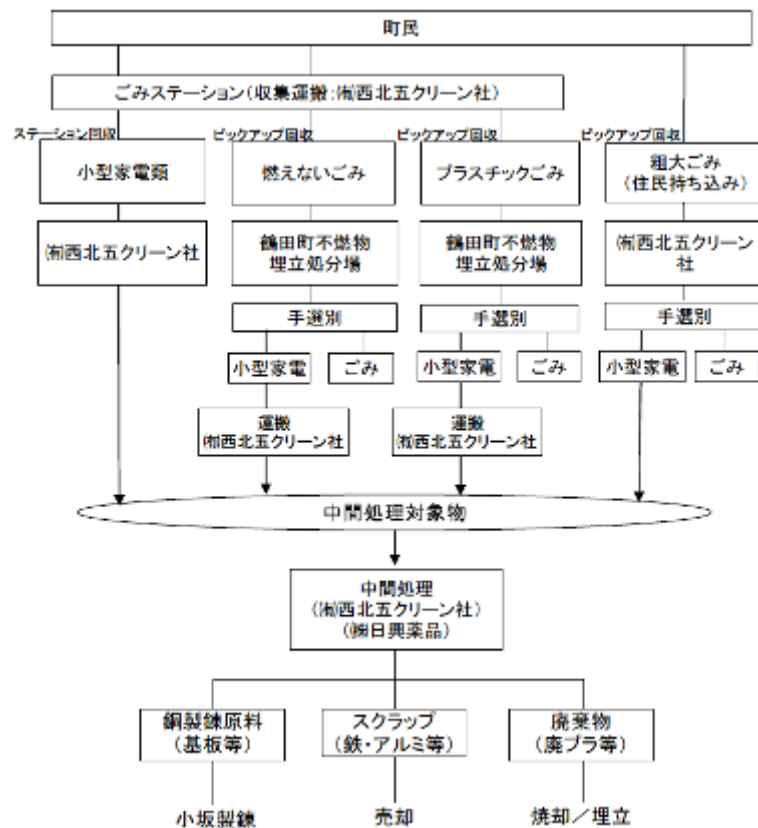 町民
ごみステーション(収集運搬:㈲西北五クリーン社)
ステーション回収
ピックアップ回収
ピックアップ回収
ピックアップ回収
小型家電類
燃えないごみ
プラスチックごみ
粗大ごみ
(住民持ち込み)
㈲西北五クリーン社
鶴田町不燃物
埋立処分場
鶴田町不燃物
埋立処分場
㈲西北五クリーン
社
手選別
手選別
手選別
小型家電
ごみ
小型家電
ごみ
小型家電
ごみ
運搬
㈲西北五クリーン社
運搬
㈲西北五クリーン社
中間処理対象物
中間処理
(㈲西北五クリーン社)
(㈱日興薬品)
銅製錬原料
(基板等)
スクラップ
(鉄・アルミ等)
廃棄物
(廃プラ等)
小坂製錬
売却
焼却/埋立